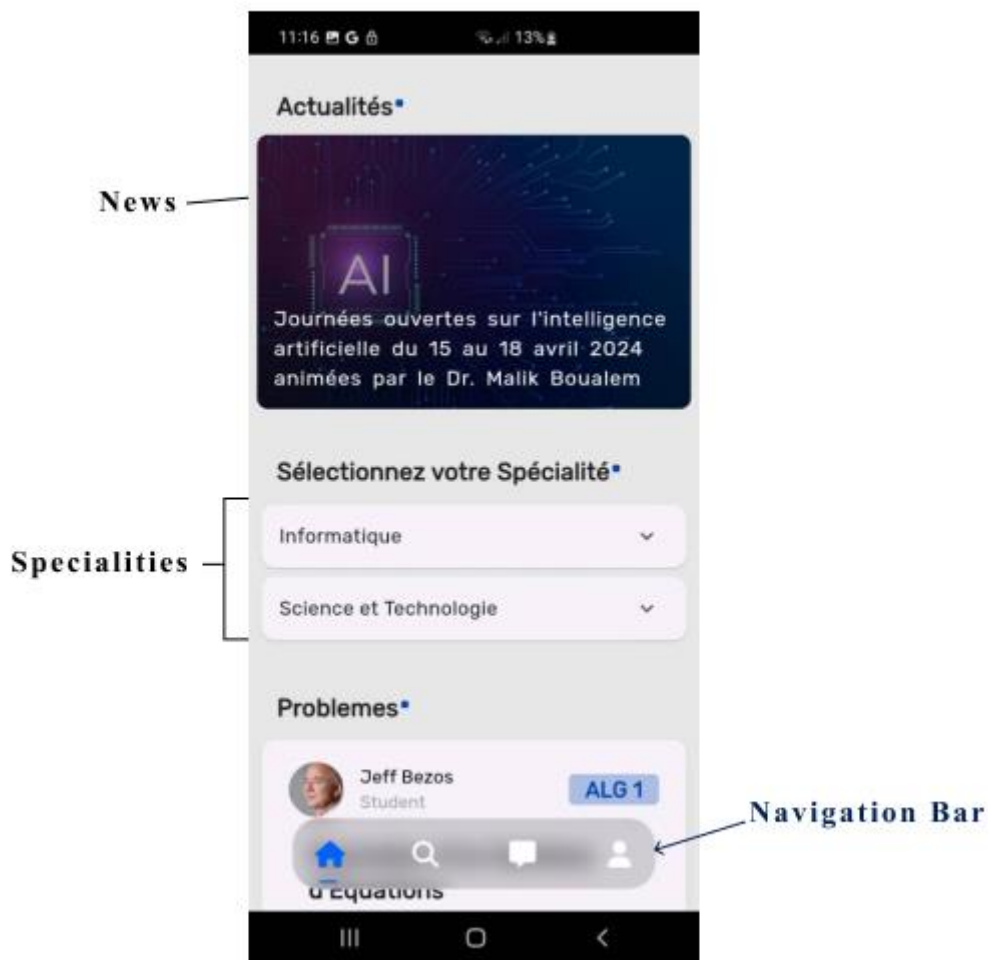 11:16 G 13%
Actualités
News
AI
Journées ouvertes sur l'intelligence
artificielle du 15 au 18 avril 2024
animées par le Dr. Malik Boualem
Sélectionnez votre Spécialité
Specialities
Informatique
Science et Technologie
Problemes
Jeff Bezos
Student
ALG 1
Navigation Bar
d'Equations